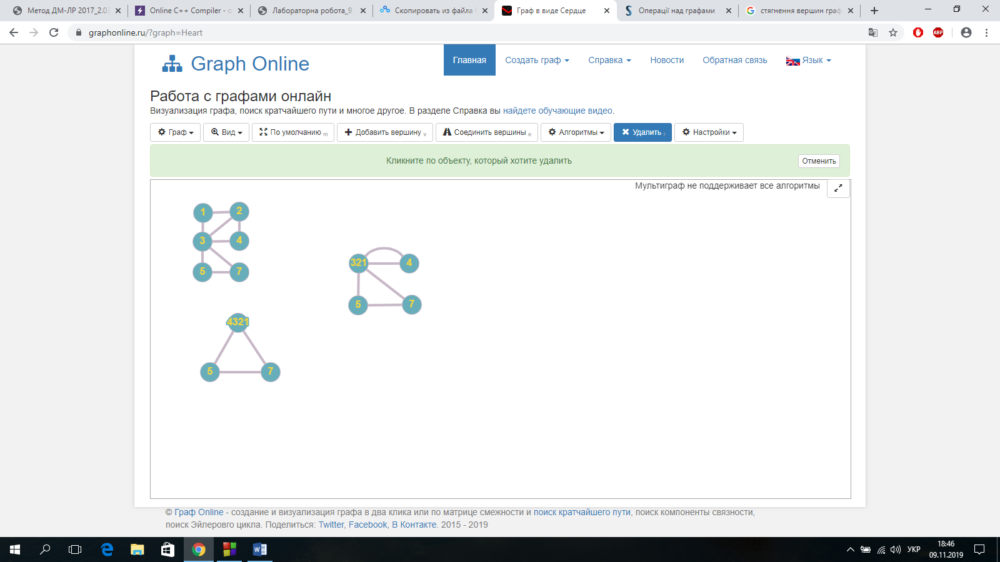 Метод ДМ-ЛР 2017_2.03
Online C++ Compiler - o
Лабораторна робота_9
Скопировать из файла
Граф в виде Сердце
Операції над графами
стягнення вершин граф
graphonline.ru/?graph=Heart
ABP
Graph Online
Главная
Создать граф
Справка
Новости
Обратная связь
Язык
Работа с графами онлайн
Визуализация графа, поиск кратчайшего пути и многое другое. В разделе Справка вы найдете обучающие видео.
Граф
Вид
По умолчанию m
Добавить вершину v
Соединить вершины e
Алгоритмы
Удалить r
Настройки
Кликните по объекту, который хотите удалить
Отменить
Мультиграф не поддерживает все алгоритмы
1 2
3 4
5 7
321 4
5 7
4321
5 7
© Граф Online - создание и визуализация графа в два клика или по матрице смежности и поиск кратчайшего пути, поиск компоненты связности,
поиск Эйлеровго цикла. Поделиться: Twitter, Facebook, В Контакте. 2015 - 2019
УКР
18:46
09.11.2019